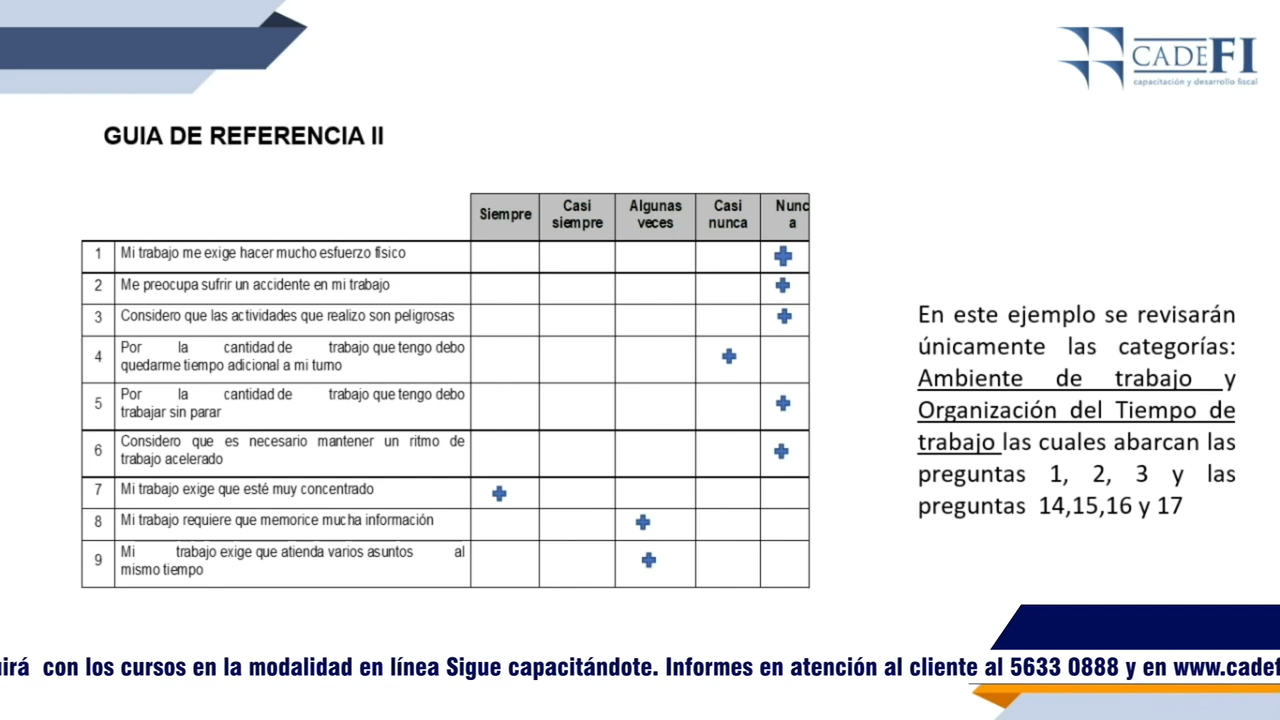 CADEFI
capacitación y desarrollo fiscal
GUIA DE REFERENCIA II
Siempre
Casi
siempre
Algunas
veces
Casi
nunca
Nunc
a
1 Mi trabajo me exige hacer mucho esfuerzo físico
2 Me preocupa sufrir un accidente en mi trabajo
3 Considero que las actividades que realizo son peligrosas
4 Por la cantidad de trabajo que tengo debo
quedarme tiempo adicional a mi turno
5 Por la cantidad de trabajo que tengo debo
trabajar sin parar
6 Considero que es necesario mantener un ritmo de
trabajo acelerado
7 Mi trabajo exige que esté muy concentrado
8 Mi trabajo requiere que memorice mucha información
9 Mi trabajo exige que atienda varios asuntos al
mismo tiempo
En este ejemplo se revisarán
únicamente las categorías:
Ambiente de trabajo y
Organización del Tiempo de
trabajo las cuales abarcan las
preguntas 1, 2, 3 y las
preguntas 14,15,16 y 17
con los cursos en la modalidad en línea Sigue capacitándote. Informes en atención al cliente al 5633 0888 y en